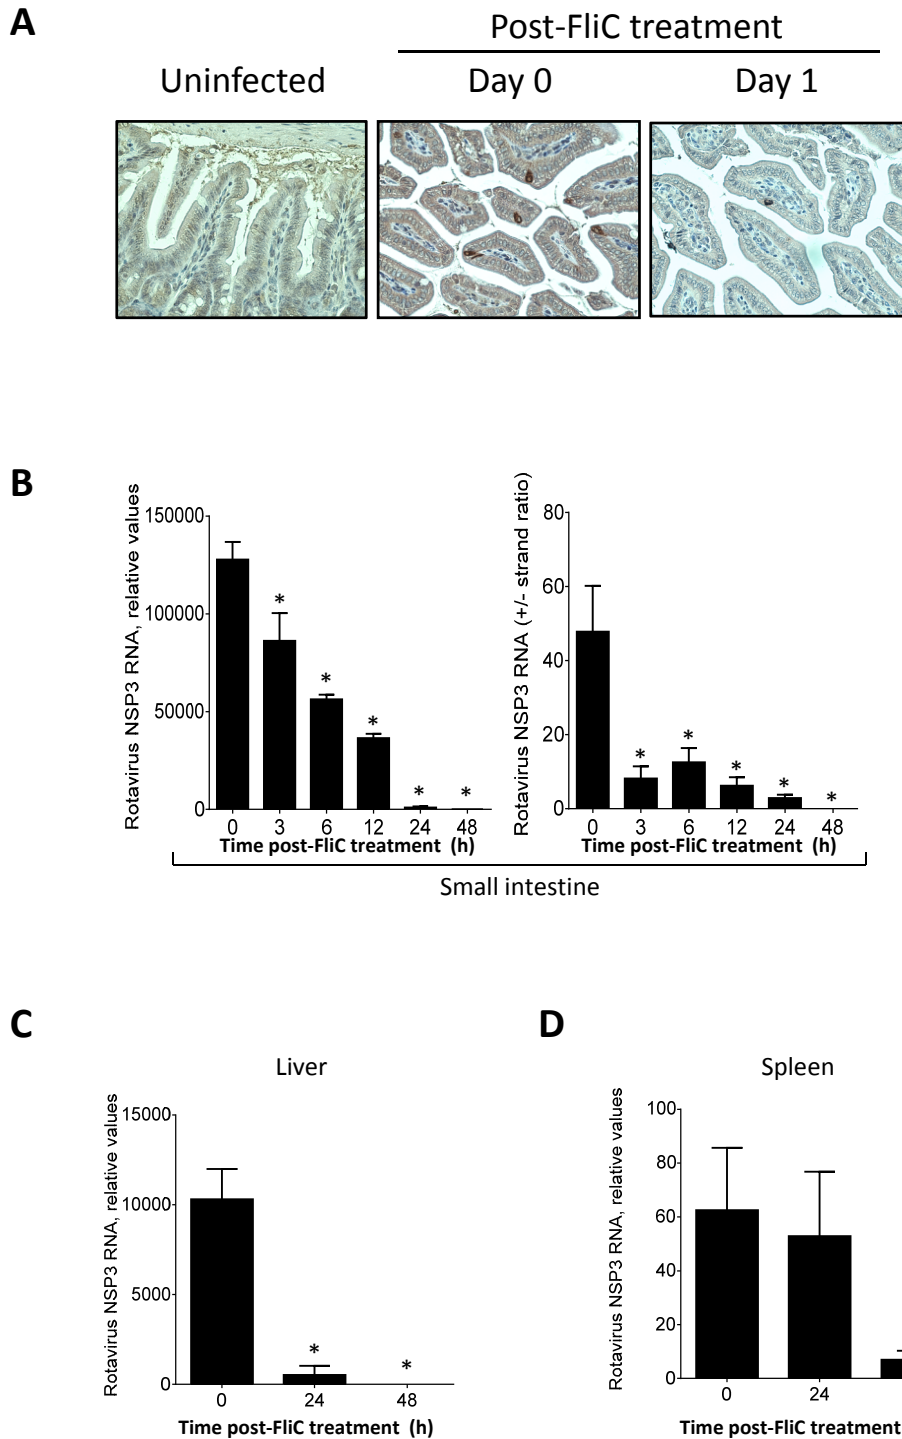 A
Post-FliC treatment
Uninfected
Day 0
Day 1
B
Rotavirus NSP3 RNA, relative values
150000
100000
50000
0
*
*
*
*
*
0 3 6 12 24 48
Time post-FliC treatment (h)
Rotavirus NSP3 RNA (+/- strand ratio)
80
60
40
20
0
*
*
*
*
*
0 3 6 12 24 48
Time post-FliC treatment (h)
Small intestine
C
Liver
Rotavirus NSP3 RNA, relative values
15000
10000
5000
0
*
*
0 24 48
Time post-FliC treatment (h)
D
Spleen
Rotavirus NSP3 RNA, relative values
100
80
60
40
20
0
0 24
Time post-FliC treatment